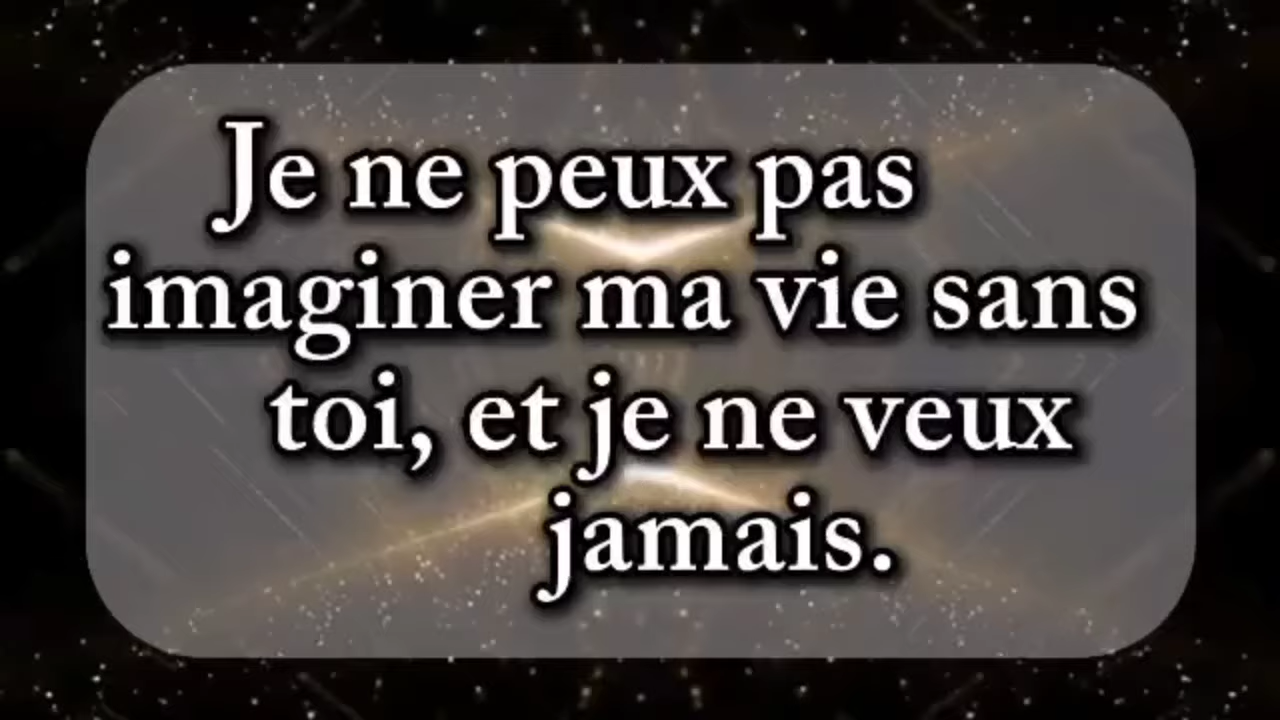 Je ne peux pas
imaginer ma vie sans
toi, et je ne veux
jamais.